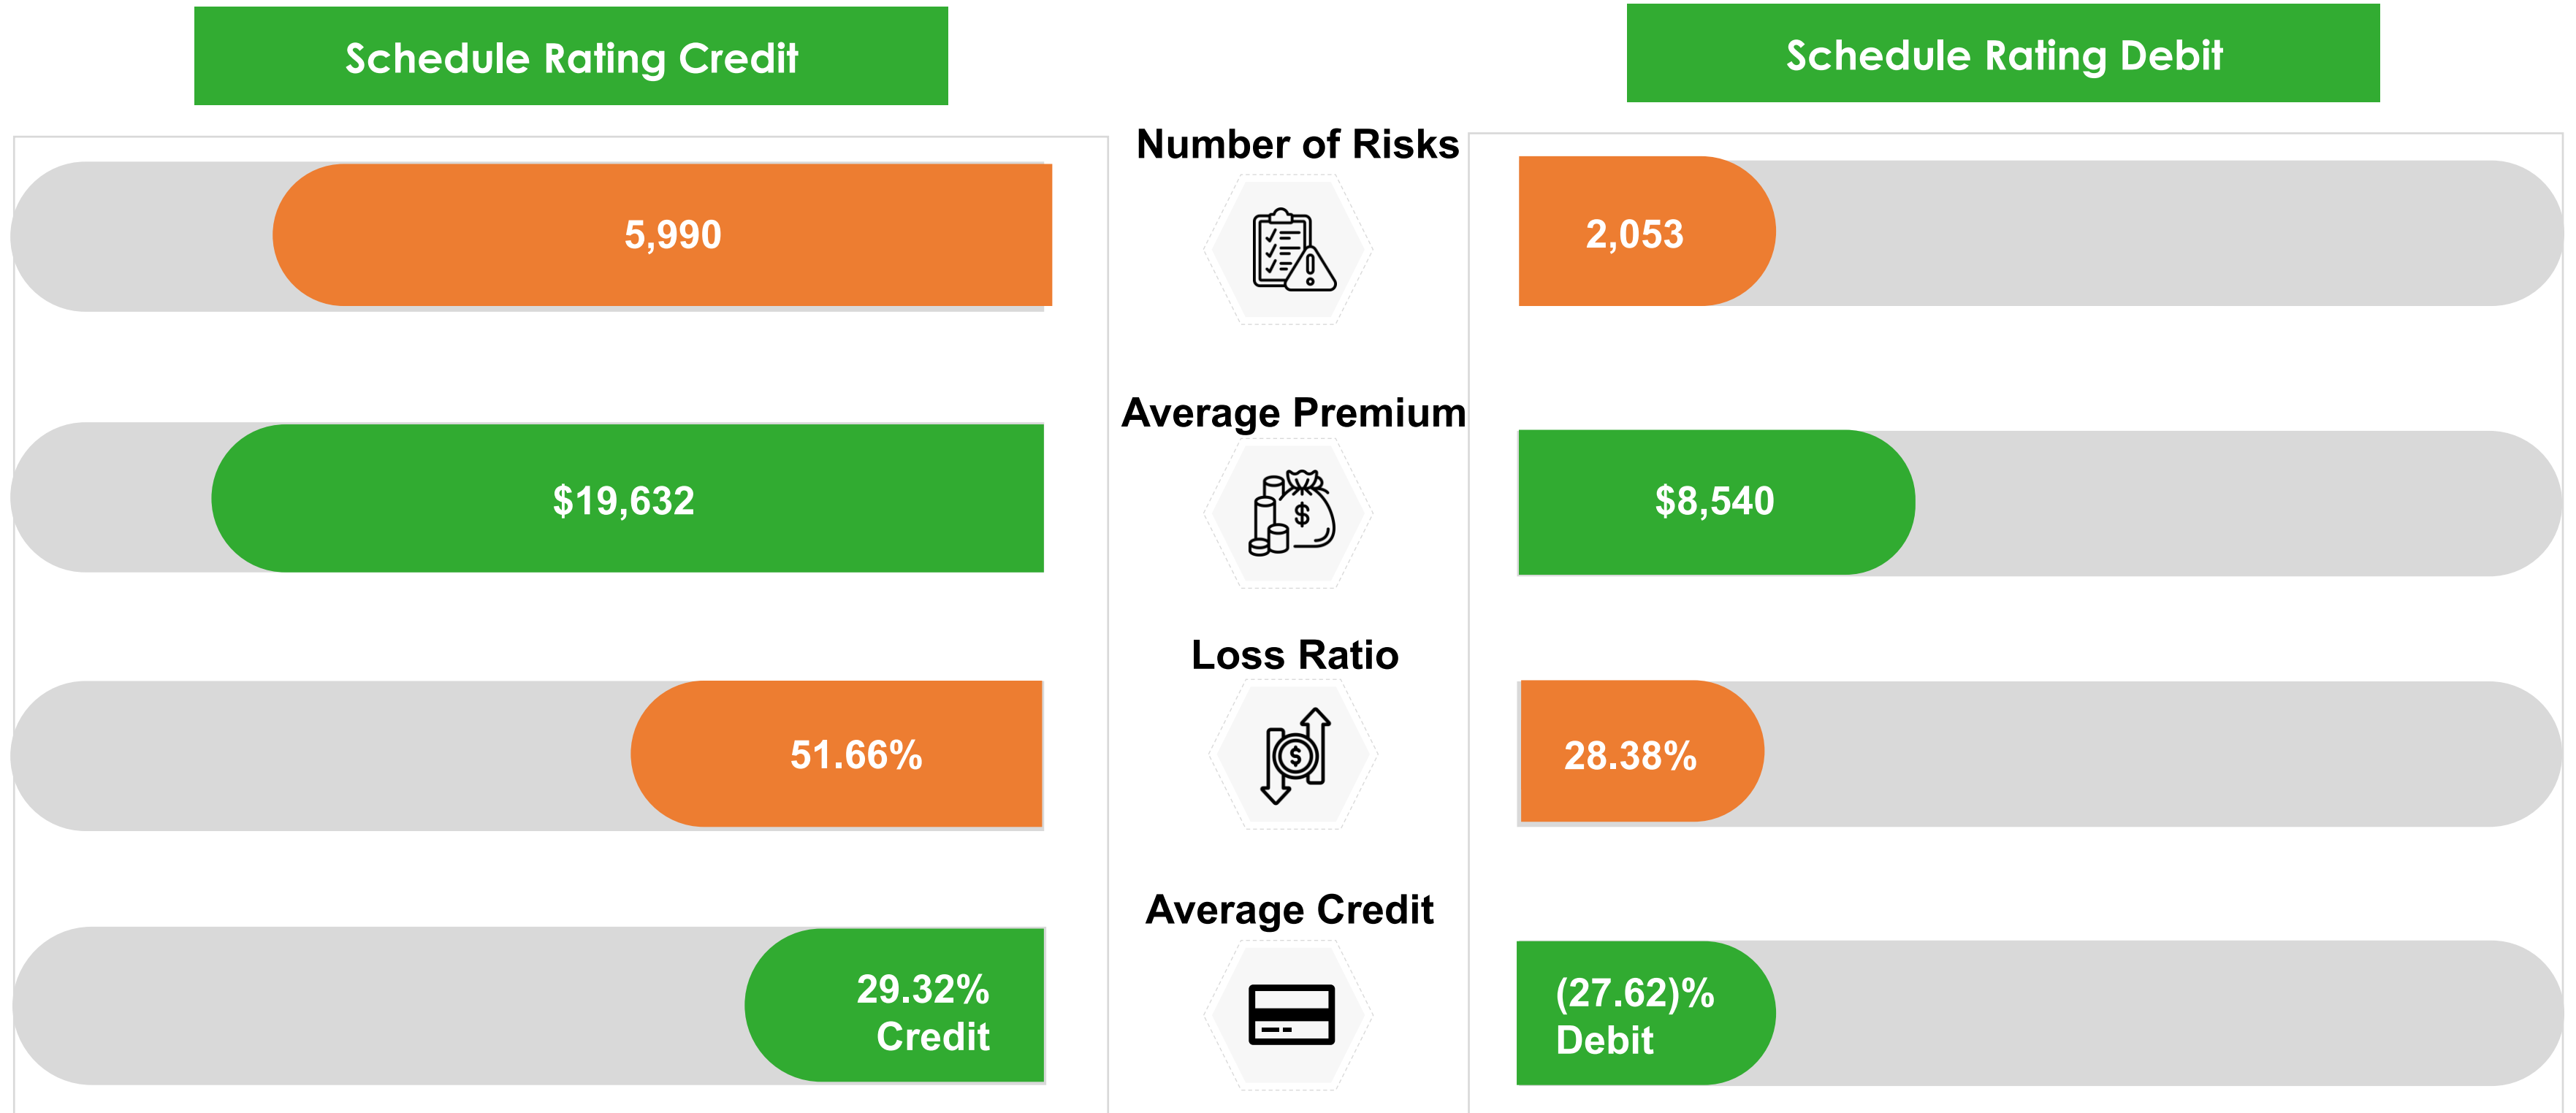 Schedule Rating Credit
Schedule Rating Debit
Number of Risks
5,990
2,053
Average Premium
$19,632
$8,540
Loss Ratio
51.66%
28.38%
Average Credit
29.32%
Credit
(27.62)%
Debit